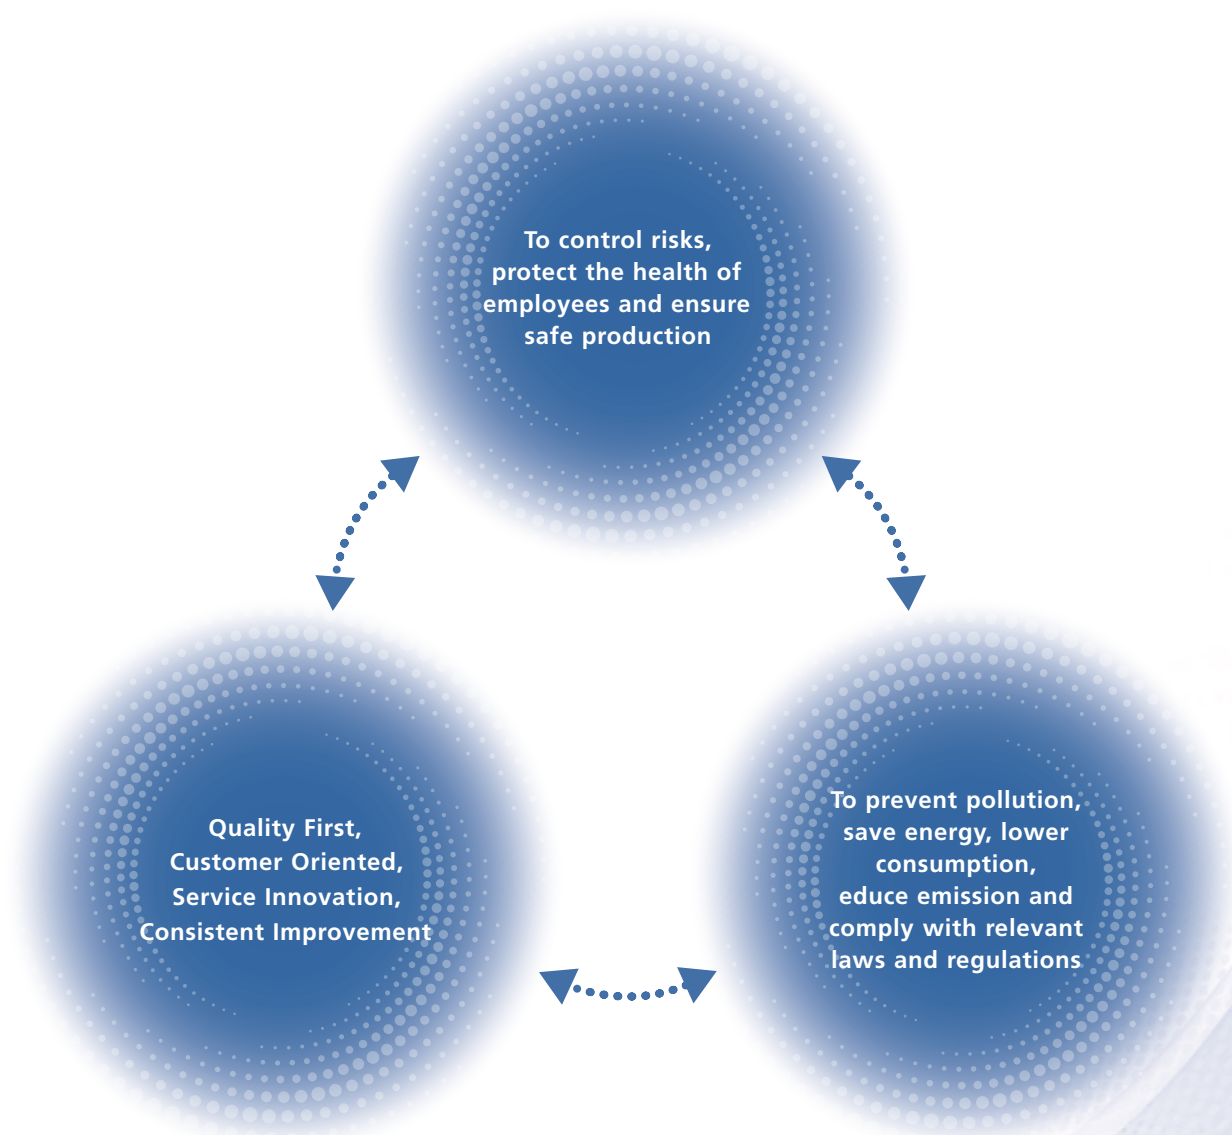 To control risks,
protect the health of
employees and ensure
safe production
Quality First,
Customer Oriented,
Service Innovation,
Consistent Improvement
To prevent pollution,
save energy, lower
consumption,
educe emission and
comply with relevant
laws and regulations